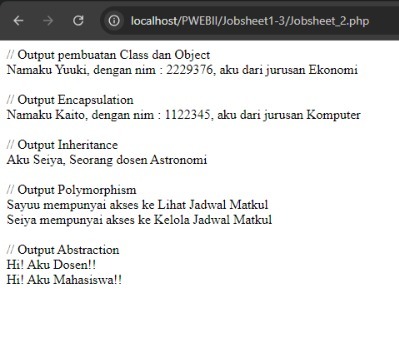 localhost/PWEBII/Jobsheet1-3/Jobsheet_2.php
// Output pembuatan Class dan Object
Namaku Yuuki, dengan nim : 2229376, aku dari jurusan Ekonomi
// Output Encapsulation
Namaku Kaito, dengan nim : 1122345, aku dari jurusan Komputer
// Output Inheritance
Aku Seiya, Seorang dosen Astronomi
// Output Polymorphism
Sayuu mempunyai akses ke Lihat Jadwal Matkul
Seiya mempunyai akses ke Kelola Jadwal Matkul
// Output Abstraction
Hi! Aku Dosen!!
Hi! Aku Mahasiswa!!